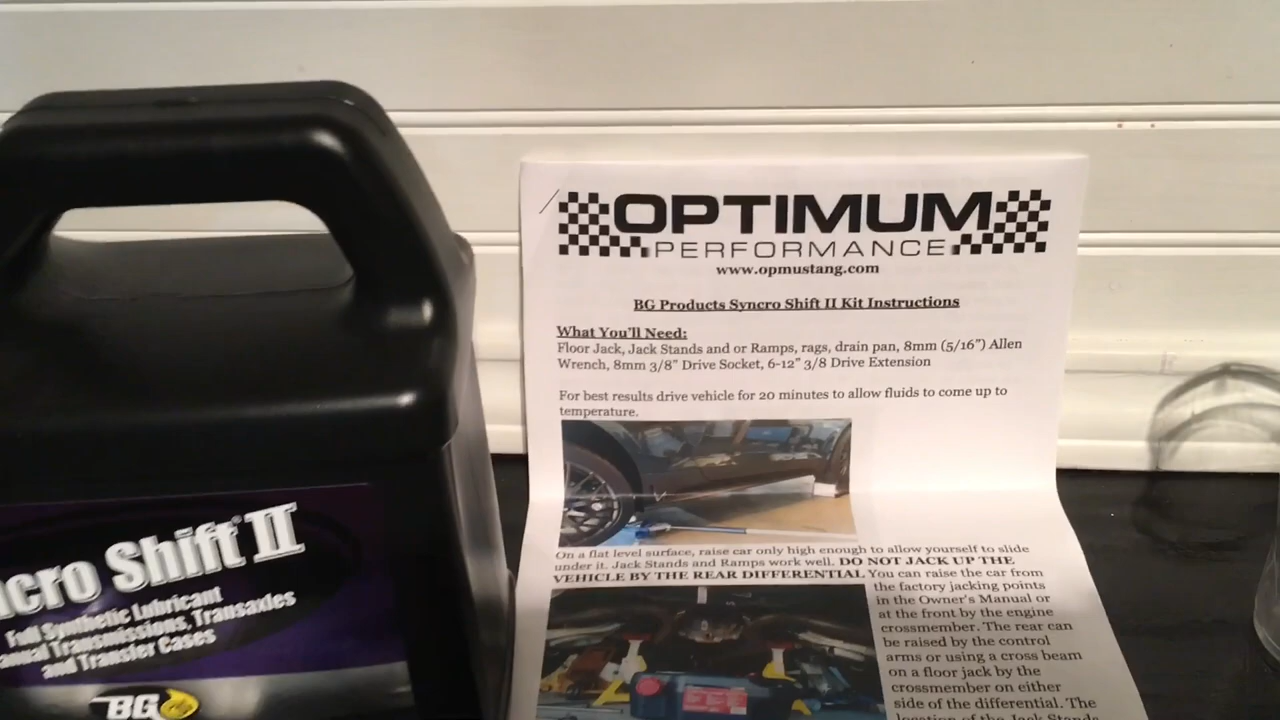 OPTIMUM
PERFORMANCE
www.opmustang.com
BG Products Syncro Shift II Kit Instructions
What You'll Need:
Floor Jack, Jack Stands and or Ramps, rags, drain pan, 8mm (5/16") Allen
Wrench, 8mm 3/8" Drive Socket, 6-12" 3/8 Drive Extension
For best results drive vehicle for 20 minutes to allow fluids to come up to
temperature.
On a flat level surface, raise car only high enough to allow yourself to slide
under it. Jack Stands and Ramps work well. DO NOT JACK UP THE
VEHICLE BY THE REAR DIFFERENTIAL You can raise the car from
the factory jacking points
in the Owner's Manual or
at the front by the engine
crossmember. The rear can
be raised by the control
arms or using a cross beam
on a floor jack by the
crossmember on either
side of the differential. The
location of the Jack Stands
ncro Shift II
Full Synthetic Lubricant
anual Transmissions, Transaxles
and Transfer Cases
BG